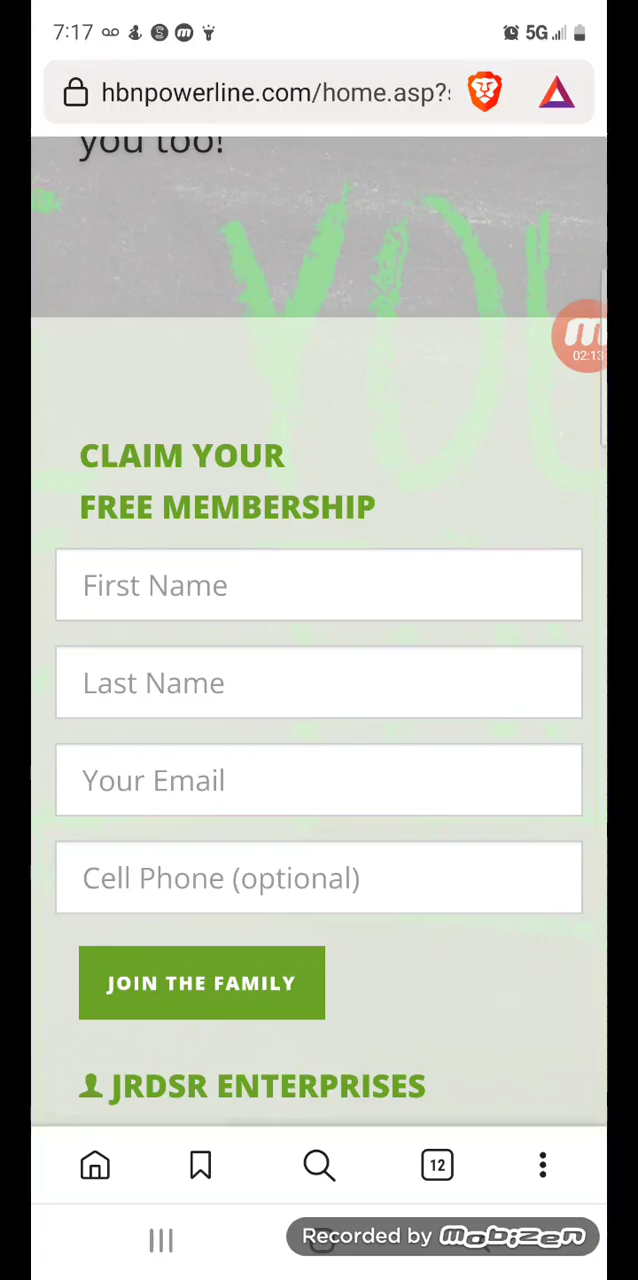 7:17
5G
hbnpowerline.com/home.asp?s
you too!
YOU
02:13
CLAIM YOUR
FREE MEMBERSHIP
First Name
Last Name
Your Email
Cell Phone (optional)
JOIN THE FAMILY
JRDSR ENTERPRISES
12
Recorded by mobizen